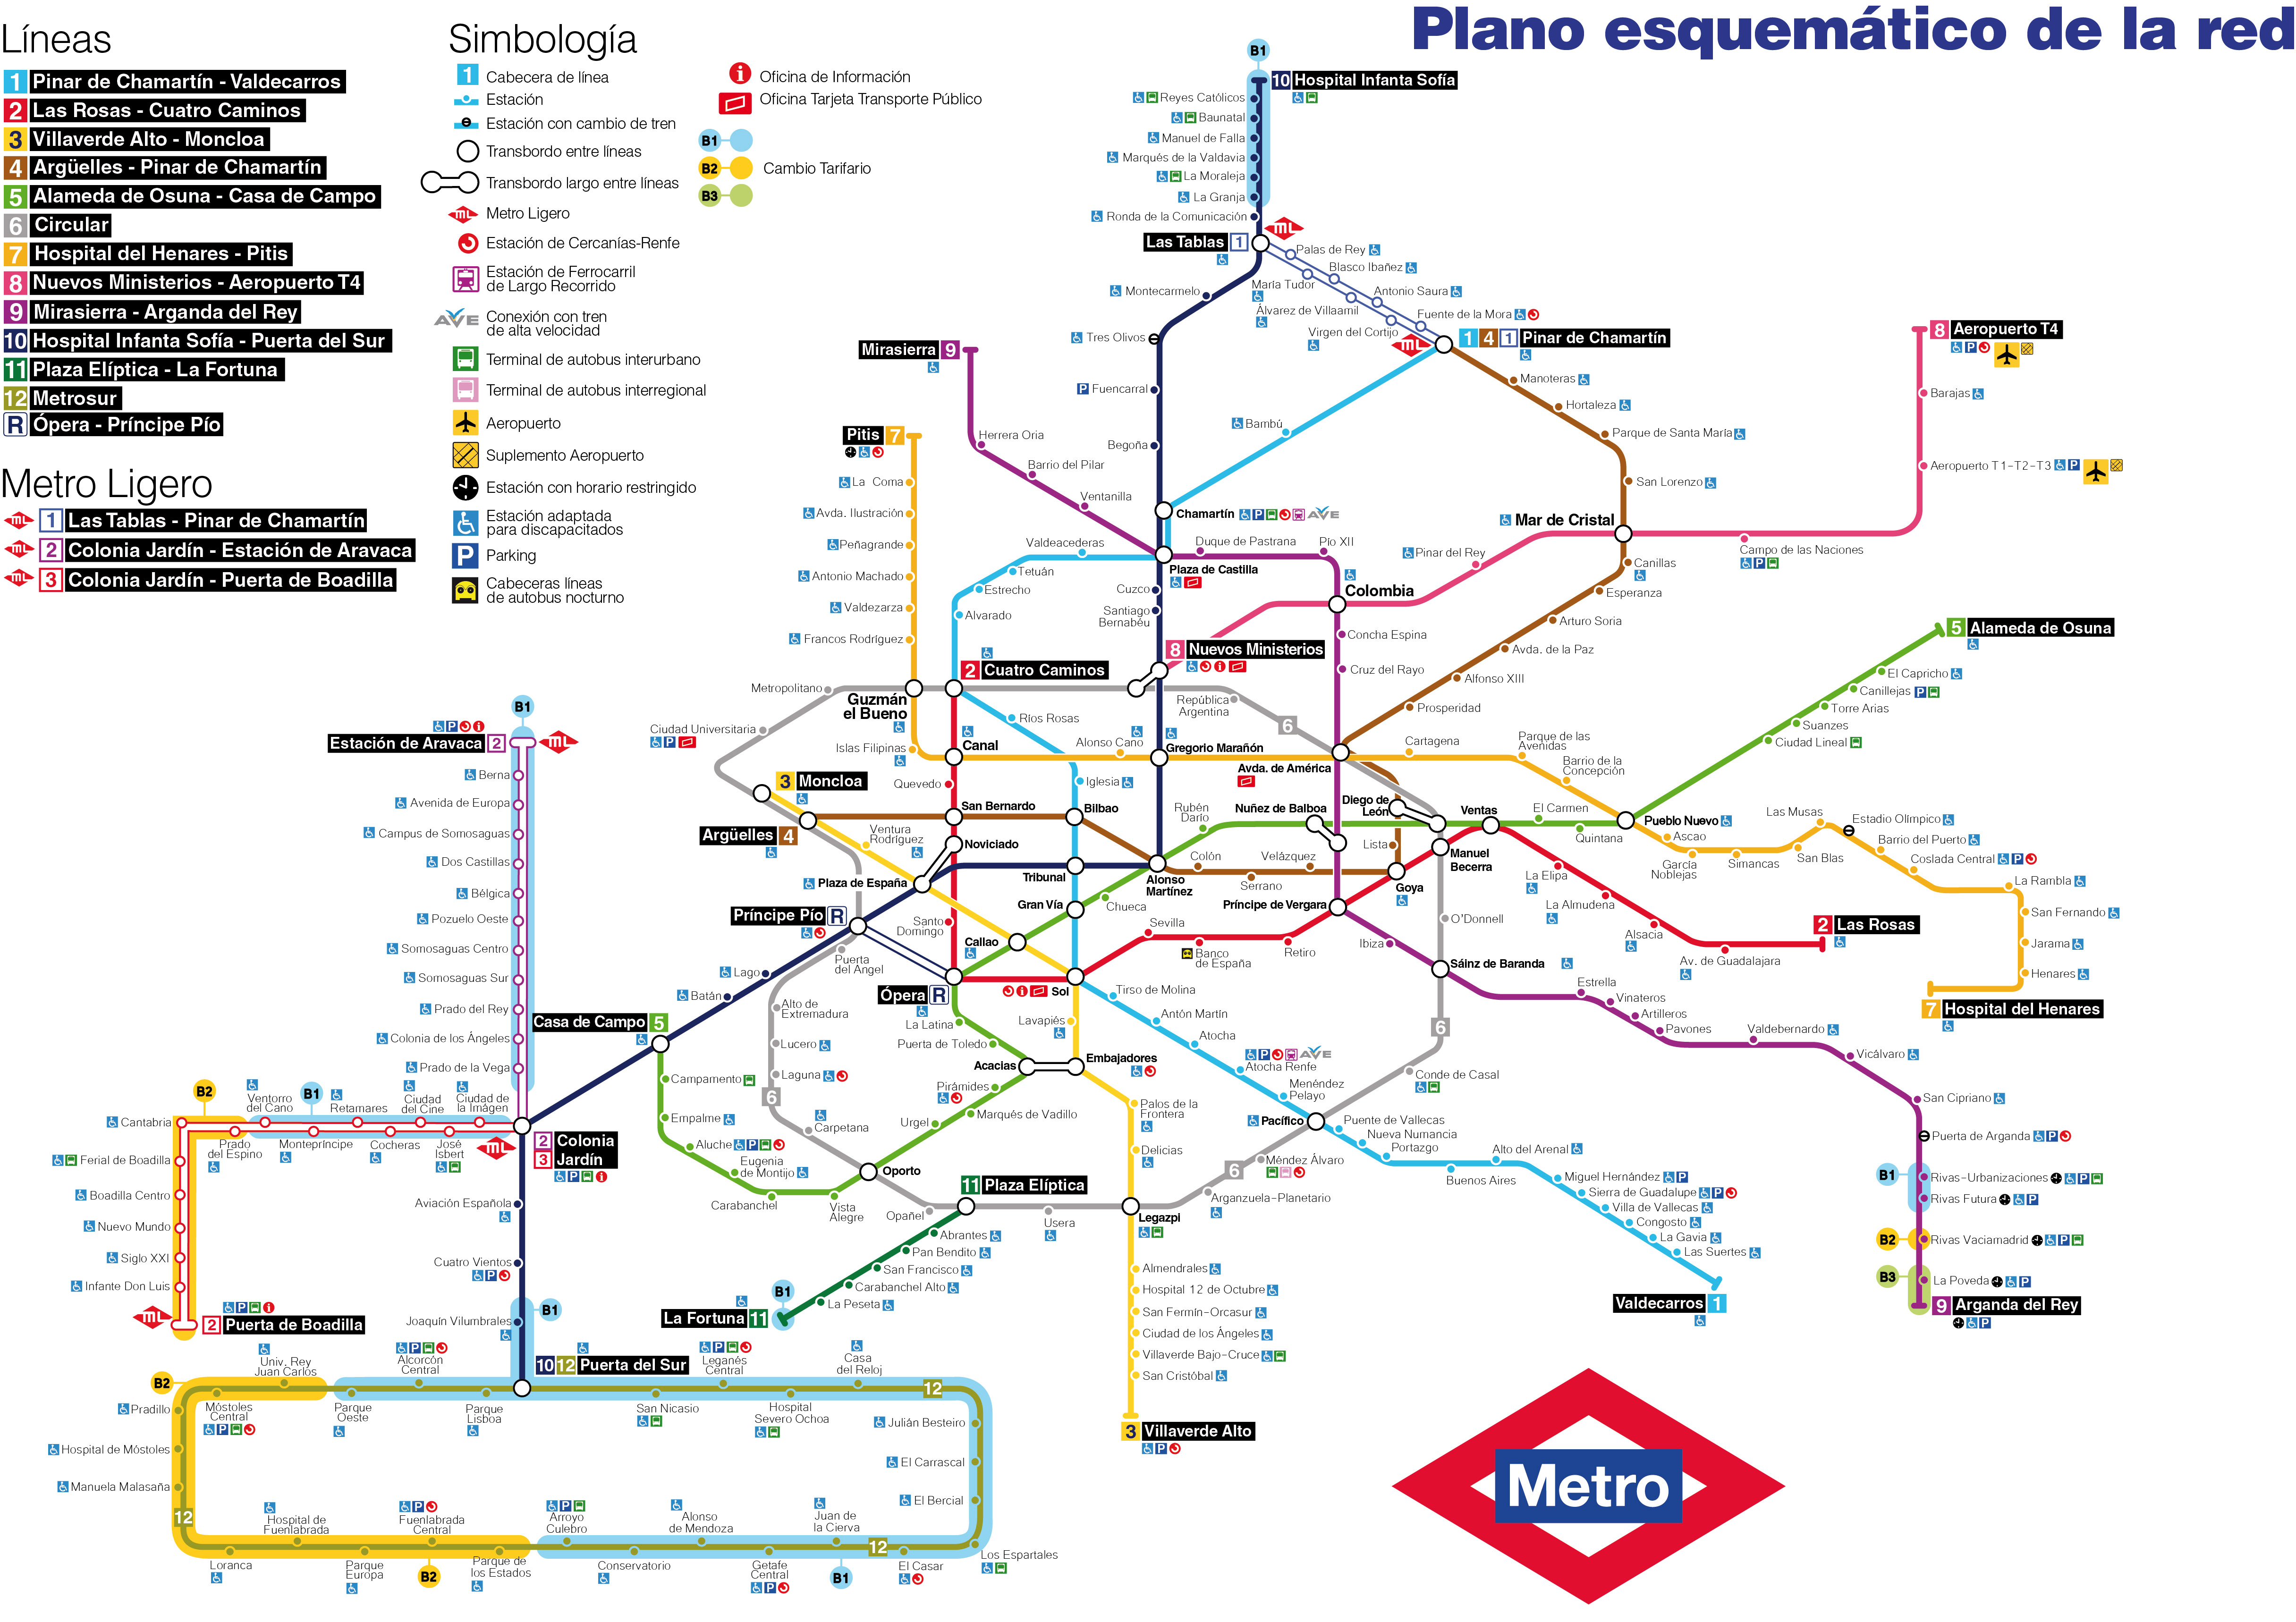 Plano esquemático de la red
Líneas
1 Pinar de Chamartín - Valdecarros
2 Las Rosas - Cuatro Caminos
3 Villaverde Alto - Moncloa
4 Argüelles - Pinar de Chamartín
5 Alameda de Osuna - Casa de Campo
6 Circular
7 Hospital del Henares - Pitis
8 Nuevos Ministerios - Aeropuerto T4
9 Mirasierra - Arganda del Rey
10 Hospital Infanta Sofía - Puerta del Sur
11 Plaza Elíptica - La Fortuna
12 Metrosur
R Ópera - Príncipe Pío
Metro Ligero
mL 1 Las Tablas - Pinar de Chamartín
mL 2 Colonia Jardín - Estación de Aravaca
mL 3 Colonia Jardín - Puerta de Boadilla
Simbología
1 Cabecera de línea
Estación
Estación con cambio de tren
Transbordo entre líneas
Transbordo largo entre líneas
mL Metro Ligero
Estación de Cercanías-Renfe
Estación de Ferrocarril
de Largo Recorrido
AVE Conexión con tren
de alta velocidad
Terminal de autobus interurbano
Terminal de autobus interregional
Aeropuerto
Suplemento Aeropuerto
Estación con horario restringido
Estación adaptada
para discapacitados
P Parking
Cabeceras líneas
de autobus nocturno
i Oficina de Información
Oficina Tarjeta Transporte Público
B1
B2 Cambio Tarifario
B3
B1
10 Hospital Infanta Sofía
Reyes Católicos
Baunatal
Manuel de Falla
Marqués de la Valdavia
La Moraleja
La Granja
Ronda de la Comunicación
mL
Las Tablas 1
Palas de Rey
Blasco Ibañez
María Tudor
Antonio Saura
Álvarez de Villaamil
Fuente de la Mora
Virgen del Cortijo
mL
1 4 1 Pinar de Chamartín
Montecarmelo
Tres Olivos
P Fuencarral
Begoña
Bambú
Mirasierra 9
Herrera Oria
Barrio del Pilar
Ventanilla
Pitis 7
La Coma
Avda. Ilustración
Peñagrande
Antonio Machado
Valdezarza
Francos Rodríguez
Manoteras
Hortaleza
Parque de Santa María
San Lorenzo
Mar de Cristal
8 Aeropuerto T4
P
Barajas
Aeropuerto T1-T2-T3 P
Campo de las Naciones
P
Canillas
Esperanza
Arturo Soria
Avda. de la Paz
Alfonso XIII
Prosperidad
Chamartín P AVE
Valdeacederas
Tetuán
Estrecho
Alvarado
Duque de Pastrana
Pío XII
Plaza de Castilla
Cuzco
Santiago
Bernabéu
Pinar del Rey
Colombia
Concha Espina
Cruz del Rayo
8 Nuevos Ministerios
i
2 Cuatro Caminos
Metropolitano
Guzmán
el Bueno
Ciudad Universitaria
P
Islas Filipinas
Ríos Rosas
República
Argentina
6
Canal
Alonso Cano
Gregorio Marañón
Avda. de América
Cartagena
Parque de las
Avenidas
Barrio de la
Concepción
5 Alameda de Osuna
El Capricho
Canillejas P
Torre Arias
Suanzes
Ciudad Lineal
3 Moncloa
Quevedo
Iglesia
Argüelles 4
San Bernardo
Bilbao
Ventura
Rodríguez
Noviciado
Rubén
Darío
Nuñez de Balboa
Diego de
León
Ventas
El Carmen
Quintana
Pueblo Nuevo
Ascao
García
Noblejas
Simancas
Las Musas
San Blas
Estadio Olímpico
Barrio del Puerto
Coslada Central P
La Rambla
San Fernando
Jarama
Henares
7 Hospital del Henares
Plaza de España
Tribunal
Alonso
Martínez
Colón
Serrano
Velázquez
Lista
Goya
Manuel
Becerra
La Elipa
La Almudena
Alsacia
Av. de Guadalajara
2 Las Rosas
Príncipe Pío R
Santo
Domingo
Gran Vía
Chueca
Callao
Sevilla
Banco
de España
Retiro
Príncipe de Vergara
Ibiza
O'Donnell
Sáinz de Baranda
Estrella
Vinateros
Artilleros
Pavones
Valdebernardo
Vicálvaro
San Cipriano
Puerta de Arganda P
B1
Rivas-Urbanizaciones P
Rivas Futura P
B2
Rivas Vaciamadrid P
B3
La Poveda P
9 Arganda del Rey
P
Puerta
del Angel
Lago
Batán
Casa de Campo 5
Ópera R
i Sol
Alto de
Extremadura
Lucero
Laguna
6
Carpetana
La Latina
Puerta de Toledo
Lavapiés
Acacias
Embajadores
Pirámides
Marqués de Vadillo
Urgel
Tirso de Molina
Antón Martín
Atocha
P AVE
Atocha Renfe
Menéndez
Pelayo
6
Conde de Casal
Pacífico
Puente de Vallecas
Nueva Numancia
Portazgo
Buenos Aires
Alto del Arenal
Miguel Hernández P
Sierra de Guadalupe P
Villa de Vallecas
Congosto
La Gavia
Las Suertes
Valdecarros 1
6
Méndez Álvaro
Arganzuela-Planetario
Palos de la
Frontera
Delicias
Legazpi
Almendrales
Hospital 12 de Octubre
San Fermín-Orcasur
Ciudad de los Ángeles
Villaverde Bajo-Cruce
San Cristóbal
3 Villaverde Alto
P
Campamento
Empalme
Aluche P
Eugenia
de Montijo
Carabanchel
Vista
Alegre
Oporto
Opañel
11 Plaza Elíptica
Usera
Abrantes
Pan Bendito
San Francisco
Carabanchel Alto
La Peseta
B1
La Fortuna 11
B1
P i
Estación de Aravaca 2
mL
Berna
Avenida de Europa
Campus de Somosaguas
Dos Castillas
Bélgica
Pozuelo Oeste
Somosaguas Centro
Somosaguas Sur
Prado del Rey
Colonia de los Ángeles
Prado de la Vega
B2
B1
Cantabria
Prado
del Espino
Ventorro
del Cano
Montepríncipe
Retamares
Cocheras
Ciudad
del Cine
José
Isbert
Ciudad de
la Imágen
mL
2 Colonia
3 Jardín
P i
Ferial de Boadilla
Boadilla Centro
Nuevo Mundo
Siglo XXI
Infante Don Luis
mL
P i
2 Puerta de Boadilla
Aviación Española
Cuatro Vientos
P
B1
Joaquín Vilumbrales
10 12 Puerta del Sur
B2
Univ. Rey
Juan Carlos
Móstoles
Central
P
Alcorcón
Central
P
Parque
Oeste
Parque
Lisboa
San Nicasio
Leganés
Central
P
Hospital
Severo Ochoa
Casa
del Reloj
12
Julián Besteiro
El Carrascal
El Bercial
Los Espartales
Pradillo
Hospital de Móstoles
Manuela Malasaña
12
Loranca
Hospital de
Fuenlabrada
Parque
Europa
Fuenlabrada
Central
P
B2
Parque de
los Estados
Arroyo
Culebro
P
Conservatorio
Alonso
de Mendoza
Getafe
Central
P
Juan de
la Cierva
B1
12
El Casar
Metro